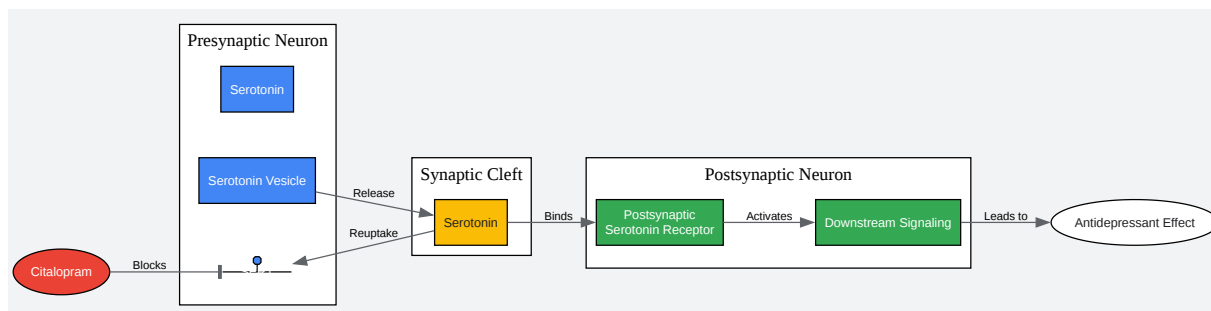 Presynaptic Neuron
Serotonin
Serotonin Vesicle
Release
Reuptake
Citalopram
Blocks
Synaptic Cleft
Serotonin
Binds
Postsynaptic Neuron
Postsynaptic
Serotonin Receptor
Activates
Downstream Signaling
Leads to
Antidepressant Effect